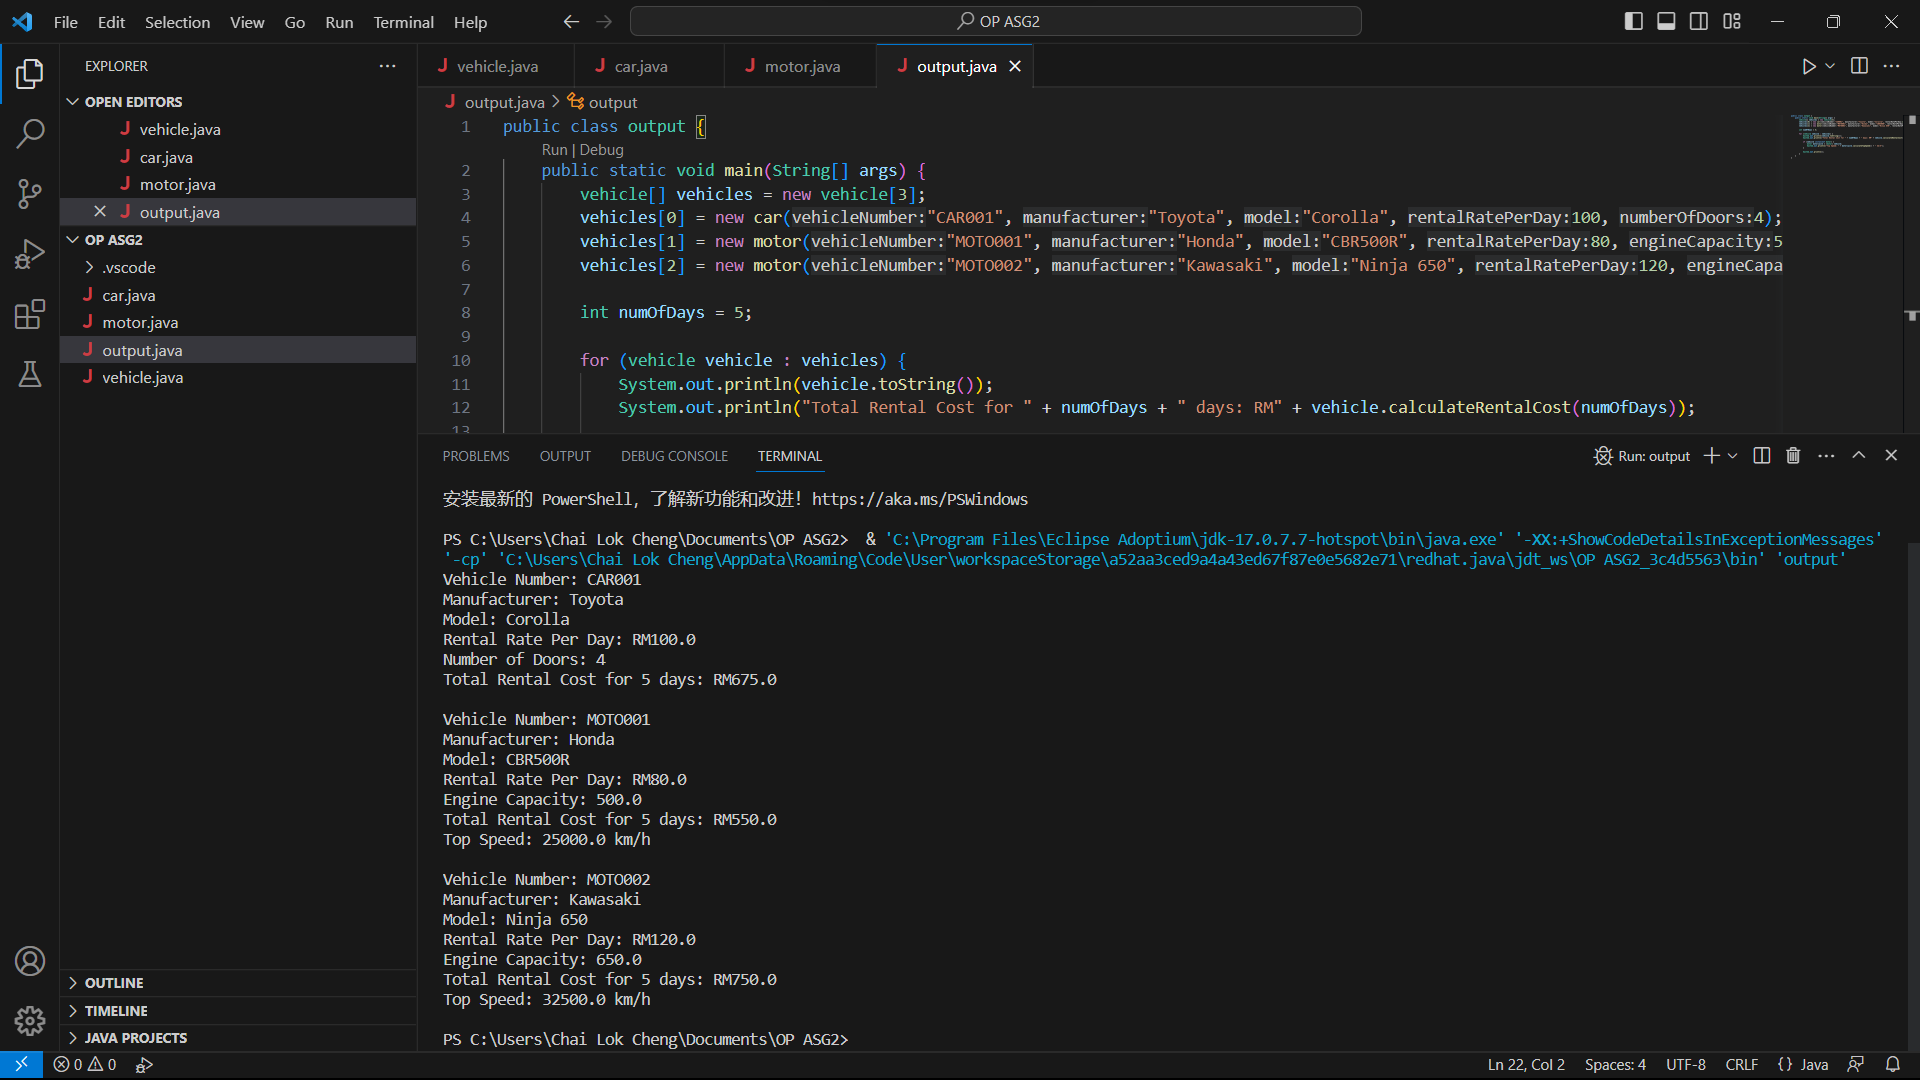 File Edit Selection View Go Run Terminal Help
OP ASG2
EXPLORER
OPEN EDITORS
vehicle.java
car.java
motor.java
output.java
OP ASG2
.vscode
car.java
motor.java
output.java
vehicle.java
OUTLINE
TIMELINE
JAVA PROJECTS
vehicle.java car.java motor.java output.java
output.java > output
1 public class output {
Run | Debug
2 public static void main(String[] args) {
3 vehicle[] vehicles = new vehicle[3];
4 vehicles[0] = new car(vehicleNumber:"CAR001", manufacturer:"Toyota", model:"Corolla", rentalRatePerDay:100, numberOfDoors:4);
5 vehicles[1] = new motor(vehicleNumber:"MOTO001", manufacturer:"Honda", model:"CBR500R", rentalRatePerDay:80, engineCapacity:5
6 vehicles[2] = new motor(vehicleNumber:"MOTO002", manufacturer:"Kawasaki", model:"Ninja 650", rentalRatePerDay:120, engineCapa
7
8 int numOfDays = 5;
9
10 for (vehicle vehicle : vehicles) {
11 System.out.println(vehicle.toString());
12 System.out.println("Total Rental Cost for " + numOfDays + " days: RM" + vehicle.calculateRentalCost(numOfDays));
13
PROBLEMS OUTPUT DEBUG CONSOLE TERMINAL
Run: output
安装最新的 PowerShell，了解新功能和改进！https://aka.ms/PSWindows
PS C:\Users\Chai Lok Cheng\Documents\OP ASG2> & 'C:\Program Files\Eclipse Adoptium\jdk-17.0.7.7-hotspot\bin\java.exe' '-XX:+ShowCodeDetailsInExceptionMessages'
'-cp' 'C:\Users\Chai Lok Cheng\AppData\Roaming\Code\User\workspaceStorage\a52aa3ced9a4a43ed67f87e0e5682e71\redhat.java\jdt_ws\OP ASG2_3c4d5563\bin' 'output'
Vehicle Number: CAR001
Manufacturer: Toyota
Model: Corolla
Rental Rate Per Day: RM100.0
Number of Doors: 4
Total Rental Cost for 5 days: RM675.0
Vehicle Number: MOTO001
Manufacturer: Honda
Model: CBR500R
Rental Rate Per Day: RM80.0
Engine Capacity: 500.0
Total Rental Cost for 5 days: RM550.0
Top Speed: 25000.0 km/h
Vehicle Number: MOTO002
Manufacturer: Kawasaki
Model: Ninja 650
Rental Rate Per Day: RM120.0
Engine Capacity: 650.0
Total Rental Cost for 5 days: RM750.0
Top Speed: 32500.0 km/h
PS C:\Users\Chai Lok Cheng\Documents\OP ASG2>
0 0
Ln 22, Col 2 Spaces: 4 UTF-8 CRLF {} Java